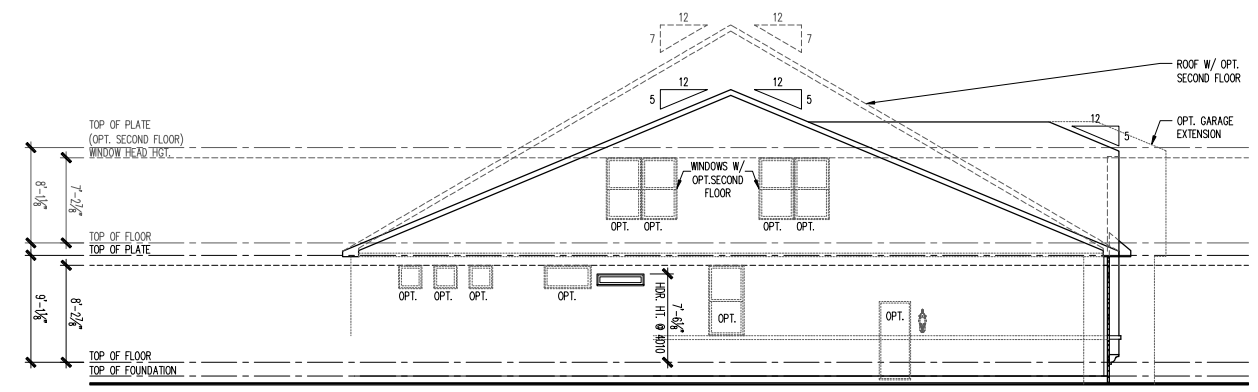 12
12
7
7
12
12
5
5
ROOF W/ OPT.
SECOND FLOOR
12
5
OPT. GARAGE
EXTENSION
TOP OF PLATE
(OPT. SECOND FLOOR)
WINDOW HEAD HGT.
8'-1⅛"
7'-2⅞"
WINDOWS W/
OPT.SECOND
FLOOR
OPT.
OPT.
OPT.
OPT.
TOP OF FLOOR
TOP OF PLATE
9'-1⅛"
8'-2⅞"
OPT.
OPT.
OPT.
OPT.
HDR. HT. @ 4010
7'-6⅛"
OPT.
OPT.
TOP OF FLOOR
TOP OF FOUNDATION